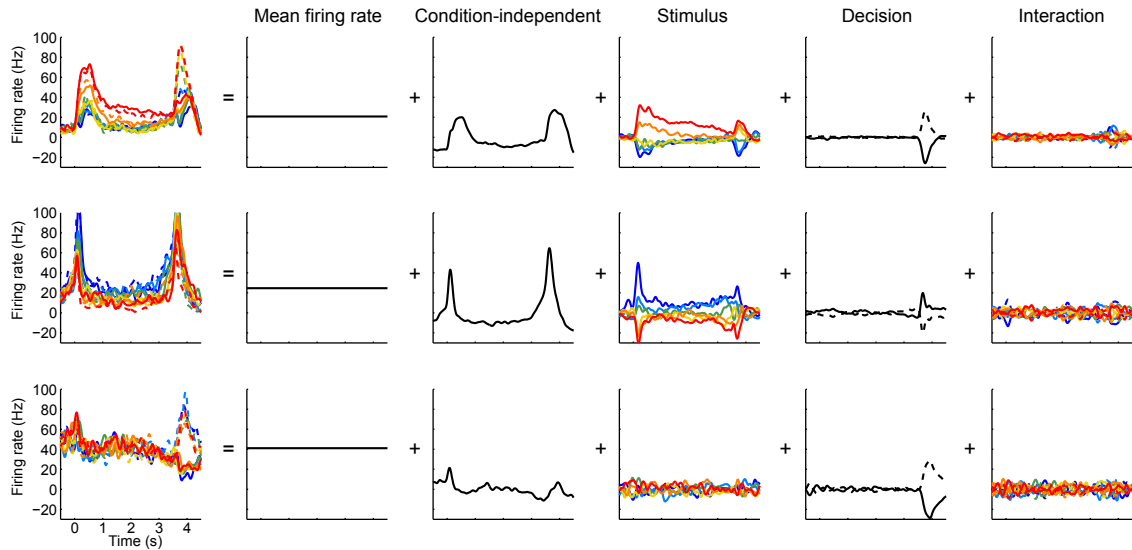 Mean firing rate Condition-independent Stimulus Decision Interaction
Firing rate (Hz)
100
80
60
40
20
0
−20
= + + + +
Firing rate (Hz)
100
80
60
40
20
0
−20
= + + + +
Firing rate (Hz)
100
80
60
40
20
0
−20
= + + + +
0 1 2 3 4
Time (s)